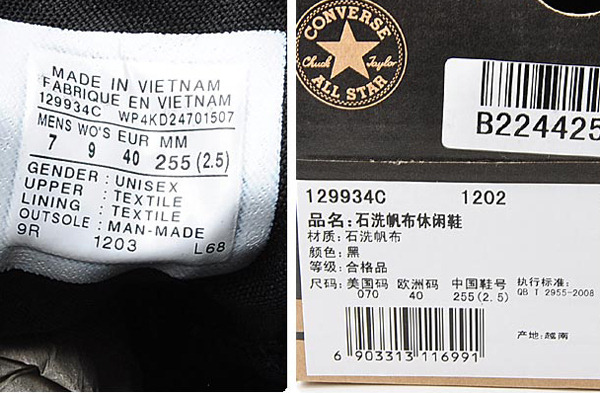 MADE IN VIETNAM
FABRIQUE EN VIETNAM
129934C WP4KD24701507
MENS WO'S EUR MM
7 9 40 255 (2.5)
GENDER : UNISEX
UPPER : TEXTILE
LINING : TEXTILE
OUTSOLE : MAN-MADE
9R 1203 L68
CONVERSE
Chuck Taylor
ALL STAR
B224425
129934C 1202
品名:石洗帆布休闲鞋
材质:石洗帆布
颜色:黑
等级:合格品
尺码:美国码 欧洲码 中国鞋号 执行标准:
070 40 255(2.5) QB T 2955-2008
6 903313 116991
产地:越南